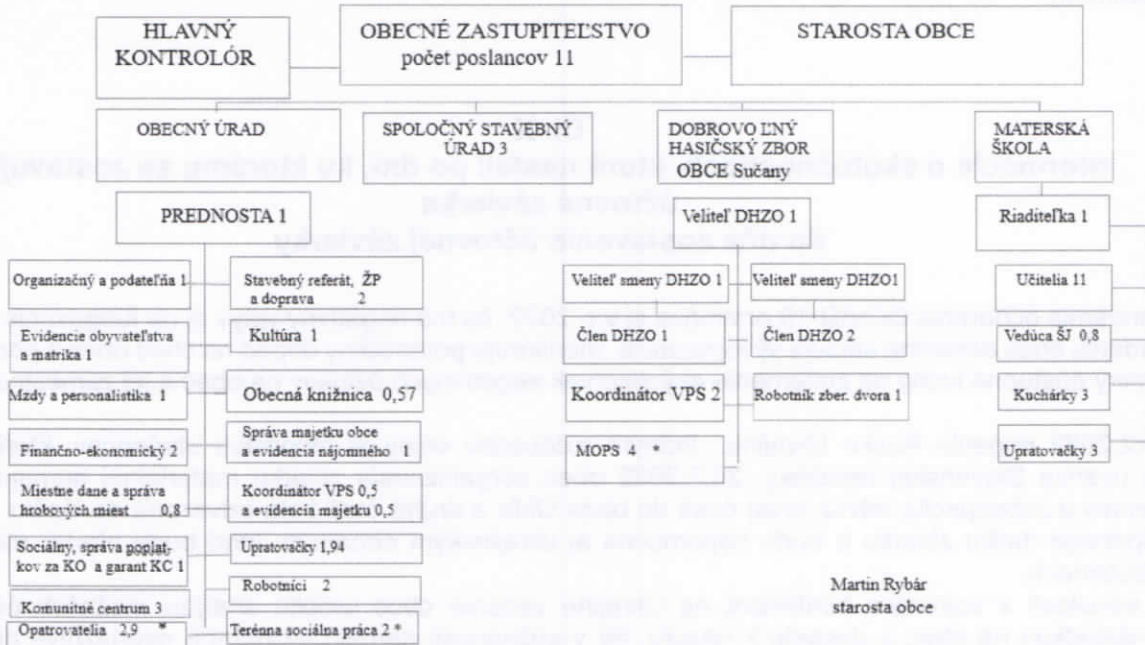 HLAVNÝ
KONTROLÓR
OBECNÉ ZASTUPITEĽSTVO
počet poslancov 11
STAROSTA OBCE
OBECNÝ ÚRAD
SPOLOČNÝ STAVEBNÝ
ÚRAD 3
DOBROVO ĽNÝ
HASIČSKÝ ZBOR
OBCE Sučany
MATERSKÁ
ŠKOLA
PREDNOSTA 1
Veliteľ DHZO 1
Riaditeľka 1
Organizačný a podateľňa 1
Stavebný referát, ŽP
a doprava 2
Veliteľ smeny DHZO 1
Veliteľ smeny DHZO1
Učitelia 11
Evidencie obyvateľstva
a matrika 1
Kultúra 1
Člen DHZO 1
Člen DHZO 2
Vedúca ŠJ 0,8
Mzdy a personalistika 1
Obecná knižnica 0,57
Koordinátor VPS 2
Robotník zber. dvora 1
Kuchárky 3
Finančno-ekonomický 2
Správa majetku obce
a evidencia nájomného
MOPS 4 *
Upratovačky 3
Miestne dane a správa
hrobových miest 0,8
Koordinátor VPS 0,5
a evidencia majetku 0,5
Sociálny, správa poplat-
kov za KO a garant KC 1
Upratovačky 1,94
Komunitné centrum 3
Robotníci 2
Opatrovatelia 2,9 *
Terénna sociálna práca 2 *
Martin Rybár
starosta obce